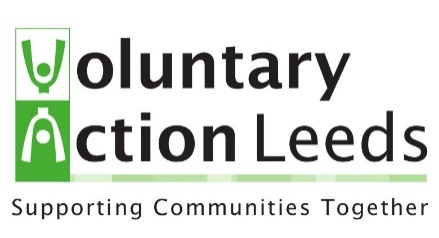 Voluntary
Action Leeds
Supporting Communities Together